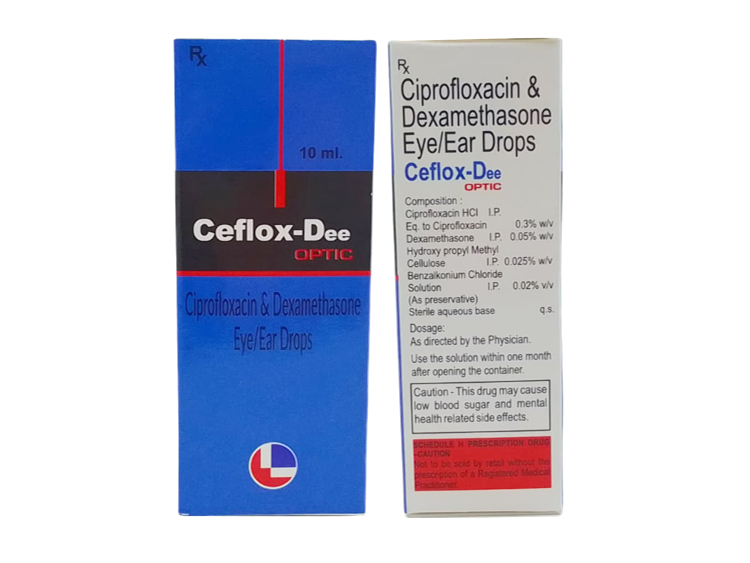 Rx
10 ml.
Ceflox-Dee
OPTIC
Ciprofloxacin & Dexamethasone
Eye/Ear Drops
Rx
Ciprofloxacin &
Dexamethasone
Eye/Ear Drops
Ceflox-Dee
OPTIC
Composition :
Ciprofloxacin HCl I.P.
Eq. to Ciprofloxacin 0.3% w/v
Dexamethasone I.P. 0.05% w/v
Hydroxy propyl Methyl
Cellulose I.P. 0.025% w/v
Benzalkonium Chloride
Solution I.P. 0.02% v/v
(As preservative)
Sterile aqueous base q.s.
Dosage:
As directed by the Physician.
Use the solution within one month
after opening the container.
Caution - This drug may cause
low blood sugar and mental
health related side effects.
SCHEDULE H PRESCRIPTION DRUG
-CAUTION
Not to be sold by retail without the
prescription of a Registered Medical
Practitioner.